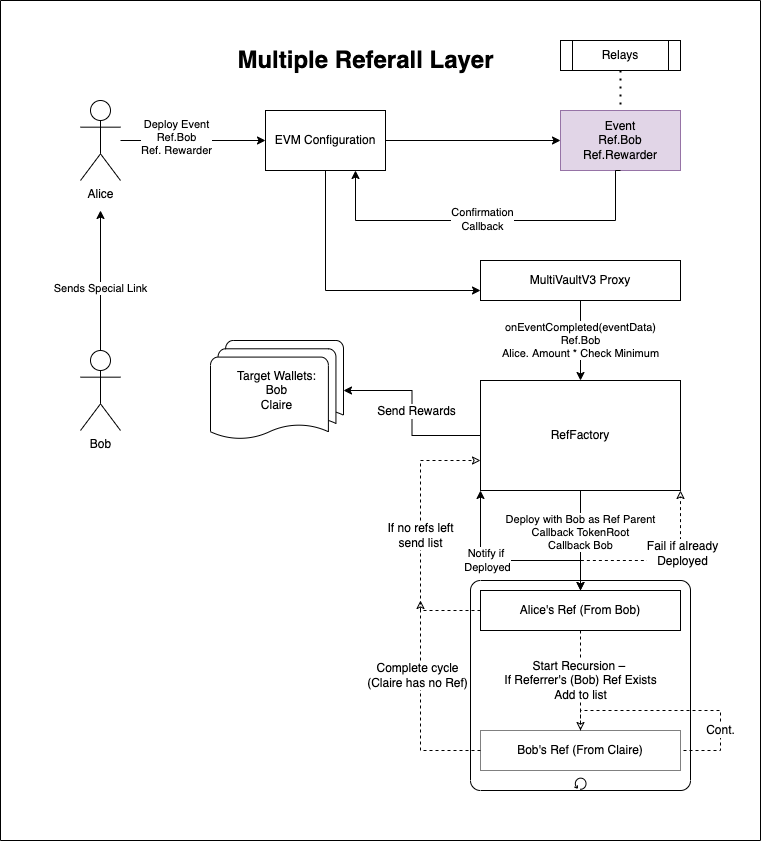 Multiple Referall Layer
Relays
Deploy Event
Ref.Bob
Ref. Rewarder
EVM Configuration
Event
Ref.Bob
Ref.Rewarder
Alice
Confirmation
Callback
Sends Special Link
MultiVaultV3 Proxy
onEventCompleted(eventData)
Ref.Bob
Alice. Amount * Check Minimum
Target Wallets:
Bob
Claire
Send Rewards
RefFactory
Bob
If no refs left
send list
Deploy with Bob as Ref Parent
Callback TokenRoot
Callback Bob
Notify if
Deployed
Fail if already
Deployed
Alice's Ref (From Bob)
Complete cycle
(Claire has no Ref)
Start Recursion –
If Referrer's (Bob) Ref Exists
Add to list
Cont.
Bob's Ref (From Claire)